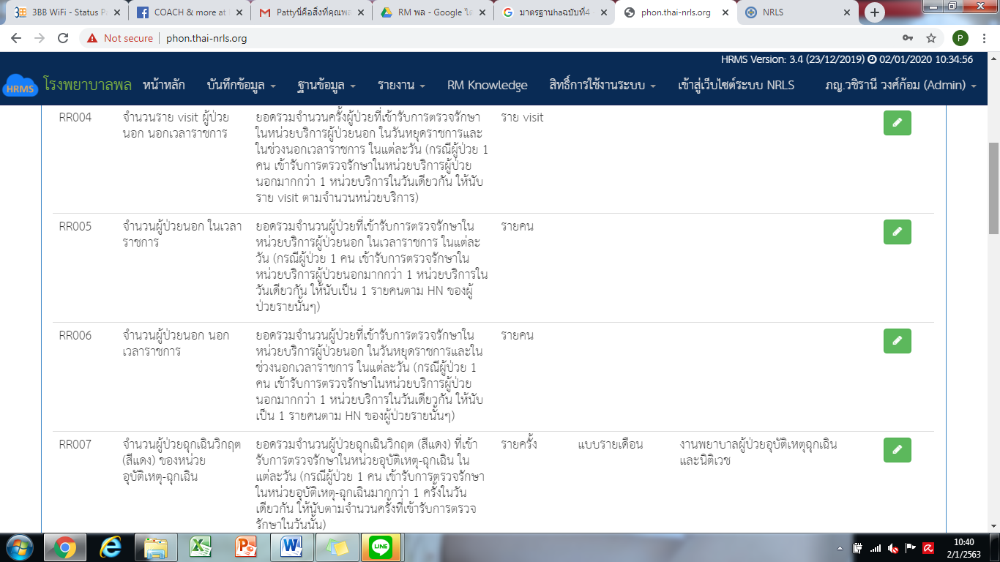 3BB WiFi - Status P
COACH & more at
Pattyนี่คือสิ่งที่คุณพล
RM พล - Google ไ
มาตรฐานhaฉบับที่4
phon.thai-nrls.org
NRLS
Not secure
phon.thai-nrls.org
P
HRMS Version: 3.4 (23/12/2019) 02/01/2020 10:34:56
HRMS
โรงพยาบาลพล
หน้าหลัก
บันทึกข้อมูล
ฐานข้อมูล
รายงาน
RM Knowledge
สิทธิ์การใช้งานระบบ
เข้าสู่เว็บไซต์ระบบ NRLS
ภญ.วชิรานี วงศ์ก้อม (Admin)
RR004
จำนวนราย visit ผู้ป่วย
นอก นอกเวลาราชการ
ยอดรวมจำนวนครั้งผู้ป่วยที่เข้ารับการตรวจรักษา
ในหน่วยบริการผู้ป่วยนอก ในวันหยุดราชการและ
ในช่วงนอกเวลาราชการ ในแต่ละวัน (กรณีผู้ป่วย 1
คน เข้ารับการตรวจรักษาในหน่วยบริการผู้ป่วย
นอกมากกว่า 1 หน่วยบริการในวันเดียวกัน ให้นับ
ราย visit ตามจำนวนหน่วยบริการ)
ราย visit
RR005
จำนวนผู้ป่วยนอก ในเวลา
ราชการ
ยอดรวมจำนวนผู้ป่วยที่เข้ารับการตรวจรักษาใน
หน่วยบริการผู้ป่วยนอก ในเวลาราชการ ในแต่ละ
วัน (กรณีผู้ป่วย 1 คน เข้ารับการตรวจรักษาใน
หน่วยบริการผู้ป่วยนอกมากกว่า 1 หน่วยบริการใน
วันเดียวกัน ให้นับเป็น 1 รายคนตาม HN ของผู้
ป่วยรายนั้นๆ)
รายคน
RR006
จำนวนผู้ป่วยนอก นอก
เวลาราชการ
ยอดรวมจำนวนผู้ป่วยที่เข้ารับการตรวจรักษาใน
หน่วยบริการผู้ป่วยนอก ในวันหยุดราชการและใน
ช่วงนอกเวลาราชการ ในแต่ละวัน (กรณีผู้ป่วย 1
คน เข้ารับการตรวจรักษาในหน่วยบริการผู้ป่วย
นอกมากกว่า 1 หน่วยบริการในวันเดียวกัน ให้นับ
เป็น 1 รายคนตาม HN ของผู้ป่วยรายนั้นๆ)
รายคน
RR007
จำนวนผู้ป่วยฉุกเฉินวิกฤต
(สีแดง) ของหน่วย
อุบัติเหตุ-ฉุกเฉิน
ยอดรวมจำนวนผู้ป่วยฉุกเฉินวิกฤต (สีแดง) ที่เข้า
รับการตรวจรักษาในหน่วยอุบัติเหตุ-ฉุกเฉิน ใน
แต่ละวัน (กรณีผู้ป่วย 1 คน เข้ารับการตรวจรักษา
ในหน่วยอุบัติเหตุ-ฉุกเฉินมากกว่า 1 ครั้งในวัน
เดียวกัน ให้นับตามจำนวนครั้งที่เข้ารับการตรวจ
รักษาในวันนั้น)
รายครั้ง
แบบรายเดือน
งานพยาบาลผู้ป่วยอุบัติเหตุฉุกเฉิน
และนิติเวช
LINE
10:40
2/1/2563